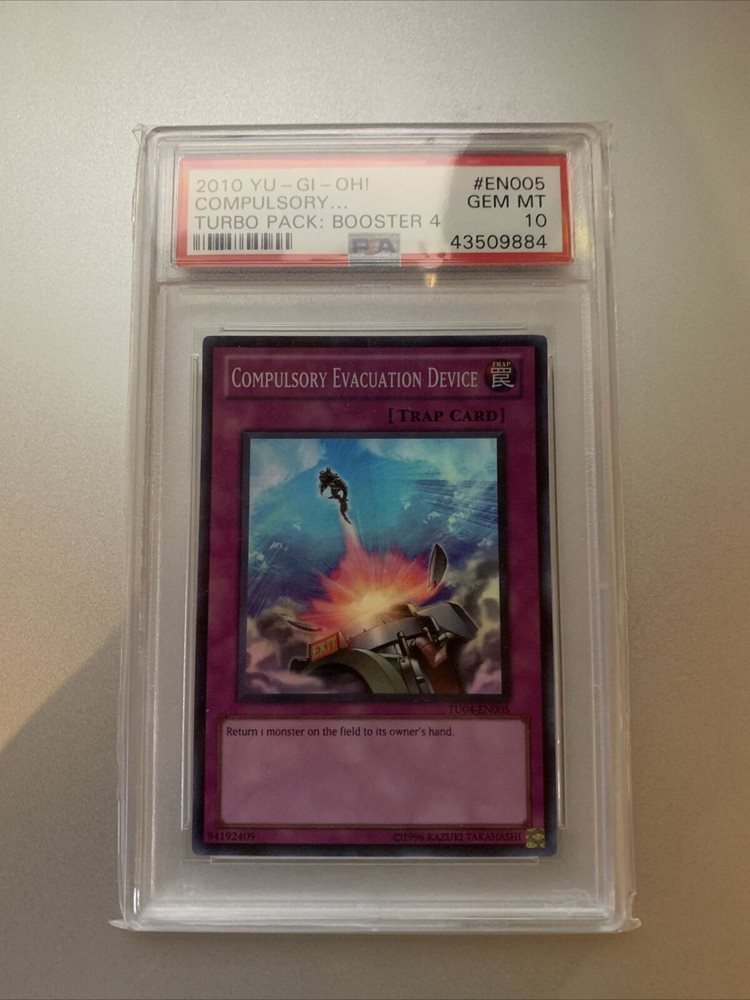 2010 YU-GI-OH! #EN005
COMPULSORY... GEM MT
TURBO PACK: BOOSTER 4 10
PSA 43509884
COMPULSORY EVACUATION DEVICE
TRAP
罠
[TRAP CARD]
EXIT
TU04-EN005
Return 1 monster on the field to its owner's hand.
94192409 ©1996 KAZUKI TAKAHASHI